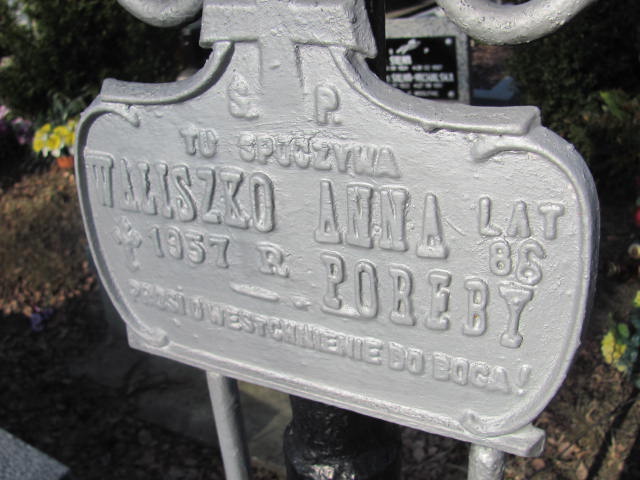 Ś. P.
TU SPOCZYWA
WALISZKO ANNA LAT 86
✝ 1957 R. POREBY
PROSI O WESTCHNIENIE DO BOGA!